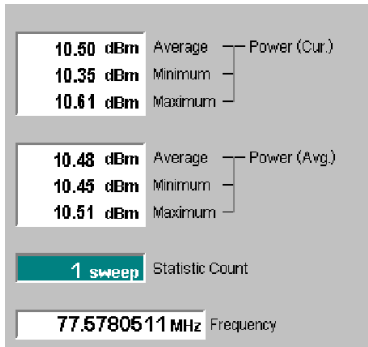 10.50 dBm Average Power (Cur.)
10.35 dBm Minimum
10.61 dBm Maximum
10.48 dBm Average Power (Avg.)
10.45 dBm Minimum
10.51 dBm Maximum
1 sweep Statistic Count
77.5780511 MHz Frequency